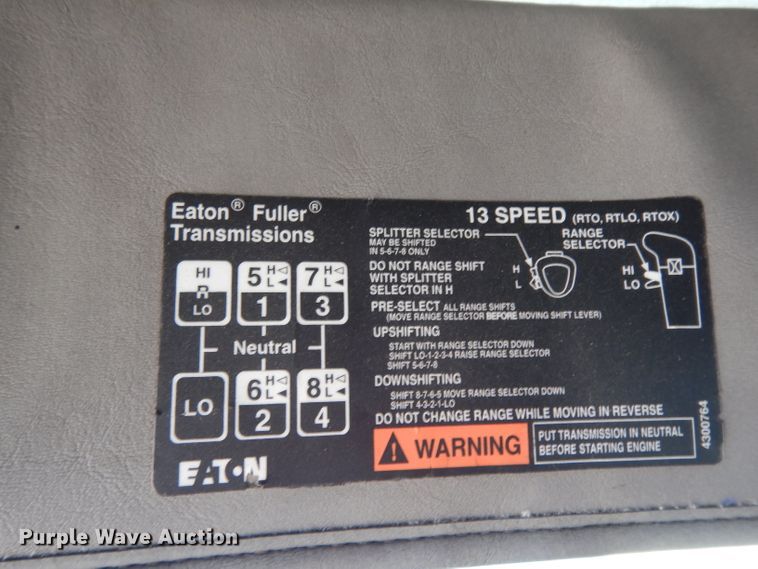 Eaton® Fuller®
Transmissions
13 SPEED (RTO, RTLO, RTOX)
HI
R
LO
5 H L
1
7 H L
3
Neutral
LO
6 H L
2
8 H L
4
EATON
SPLITTER SELECTOR
MAY BE SHIFTED
IN 5-6-7-8 ONLY
H
L
RANGE
SELECTOR
HI
LO
DO NOT RANGE SHIFT
WITH SPLITTER
SELECTOR IN H
PRE-SELECT ALL RANGE SHIFTS
(MOVE RANGE SELECTOR BEFORE MOVING SHIFT LEVER)
UPSHIFTING
START WITH RANGE SELECTOR DOWN
SHIFT LO-1-2-3-4 RAISE RANGE SELECTOR
SHIFT 5-6-7-8
DOWNSHIFTING
SHIFT 8-7-6-5 MOVE RANGE SELECTOR DOWN
SHIFT 4-3-2-1-LO
DO NOT CHANGE RANGE WHILE MOVING IN REVERSE
WARNING
PUT TRANSMISSION IN NEUTRAL
BEFORE STARTING ENGINE
4300764
Purple Wave Auction